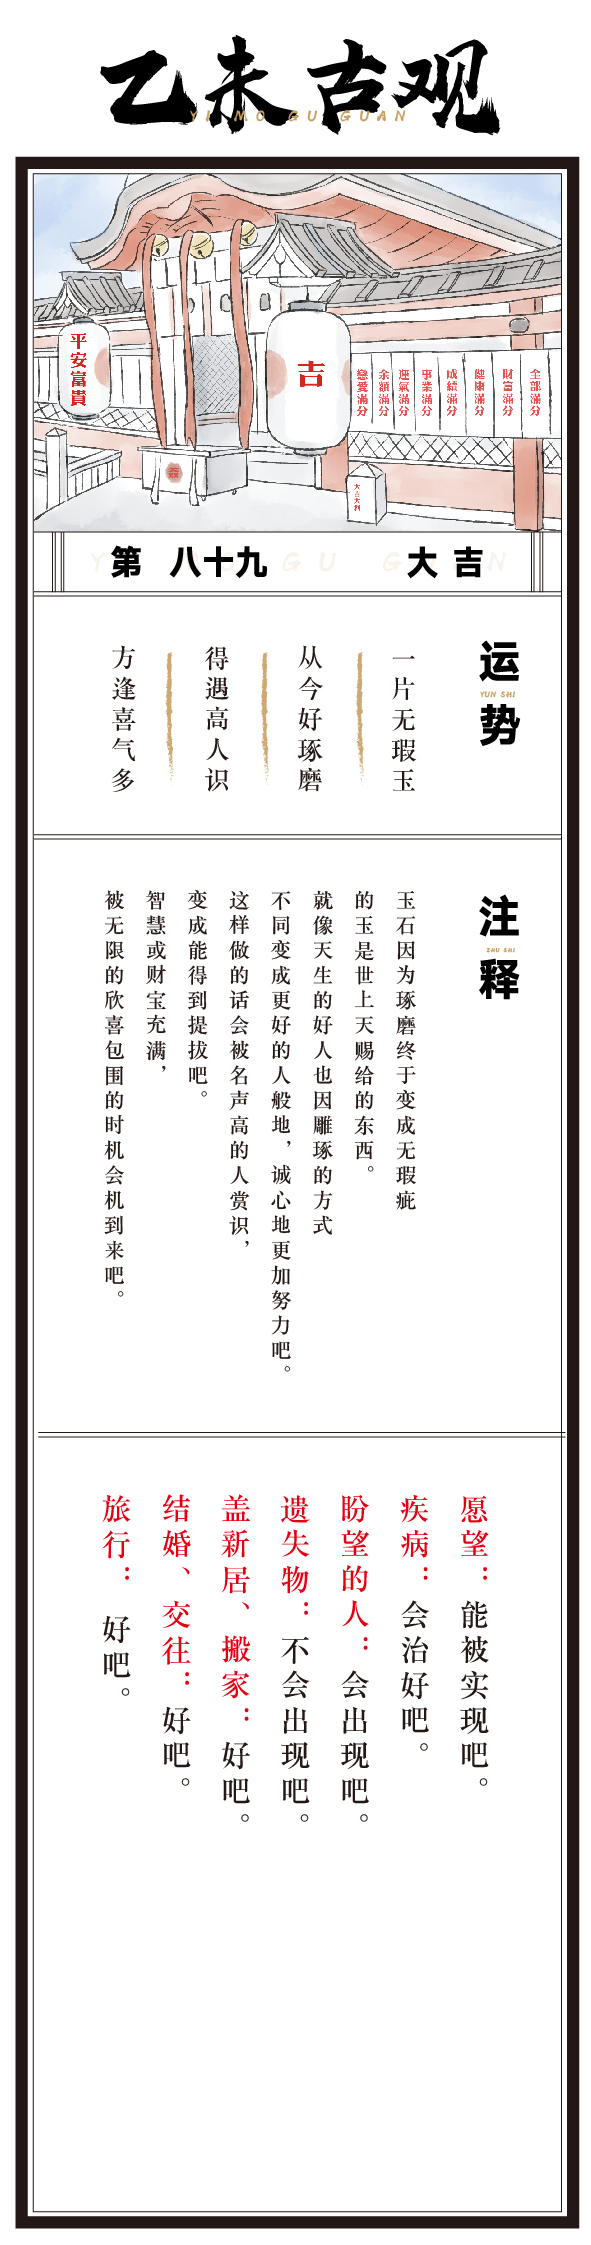 乙未古观
YI MO GU GUAN
平安富貴
吉
戀愛滿分
余額滿分
運氣滿分
事業滿分
成績滿分
健康滿分
財富滿分
全部滿分
大吉大利
第 八十九 大吉
运势
YUN SHI
一片无瑕玉
从今好琢磨
得遇高人识
方逢喜气多
注释
ZHU SHI
玉石因为琢磨终于变成无瑕疵
的玉是世上天赐给的东西。
就像天生的好人也因雕琢的方式
不同变成更好的人般地，诚心地更加努力吧。
这样做的话会被名声高的人赏识，
变成能得到提拔吧。
智慧或财宝充满，
被无限的欣喜包围的时机会机到来吧。
愿望：能被实现吧。
疾病：会治好吧。
盼望的人：会出现吧。
遗失物：不会出现吧。
盖新居、搬家：好吧。
结婚、交往：好吧。
旅行：好吧。